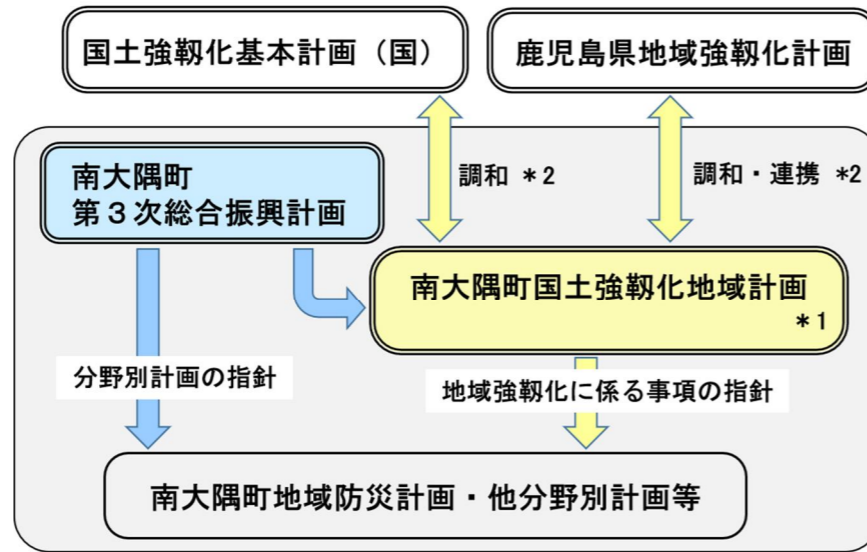 国土強靱化基本計画（国）
鹿児島県地域強靱化計画
調和 ＊2
調和・連携 *2
南大隅町
第３次総合振興計画
南大隅町国土強靱化地域計画
＊1
分野別計画の指針
地域強靱化に係る事項の指針
南大隅町地域防災計画・他分野別計画等